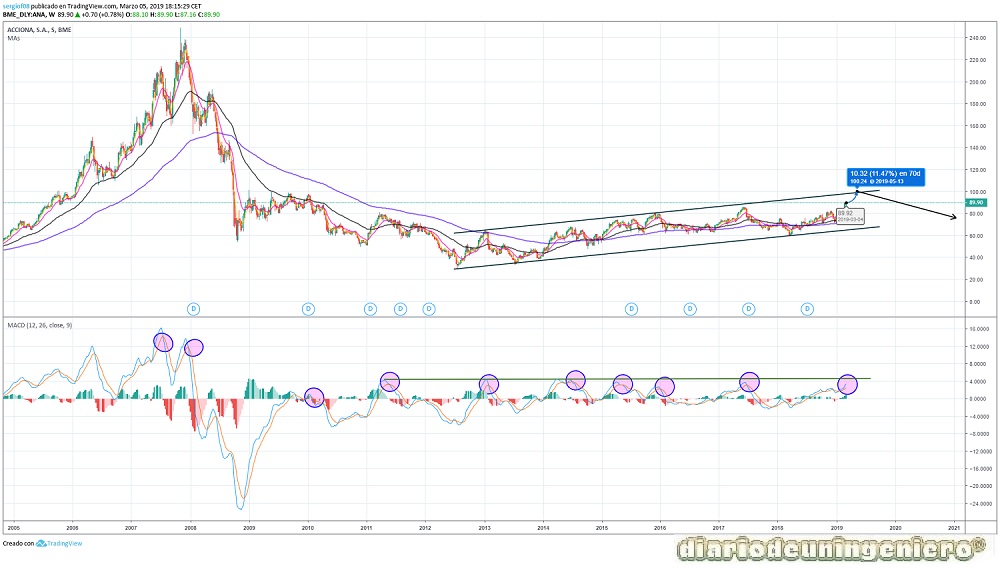 sergiof08 publicado en TradingView.com, Marzo 05, 2019 18:15:29 CET
BME_DLY:ANA, W 89.90 ▲ +0.70 (+0.78%) O:88.10 H:89.90 L:87.16 C:89.90
ACCIONA, S.A., S, BME
MAs
240.00
220.00
200.00
180.00
160.00
140.00
120.00
100.00
89.90
80.00
60.00
40.00
20.00
0.00
10.32 (11.47%) en 70d
100.24 @ 2019-05-13
89.92
2019-03-04
D D D D D D D D D
MACD (12, 26, close, 9)
16.0000
12.0000
8.0000
4.0000
0.0000
-4.0000
-8.0000
-12.0000
-16.0000
-20.0000
-24.0000
2005 2006 2007 2008 2009 2010 2011 2012 2013 2014 2015 2016 2017 2018 2019 2020 2021
Creado con TradingView
diariodeuningeniero